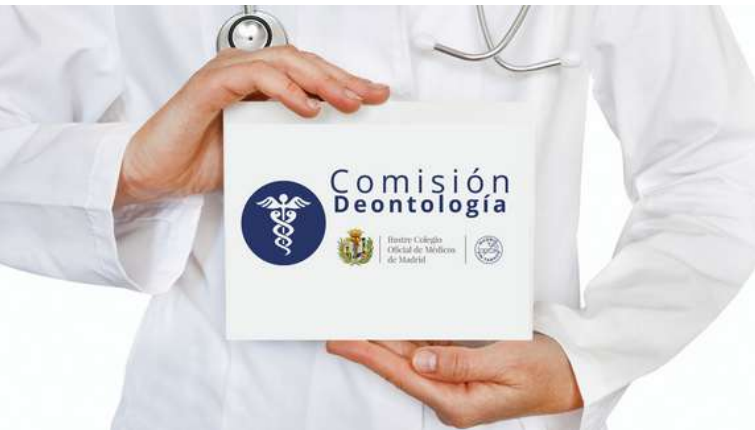 Comisión
Deontología
Ilustre Colegio
Oficial de Médicos
de Madrid